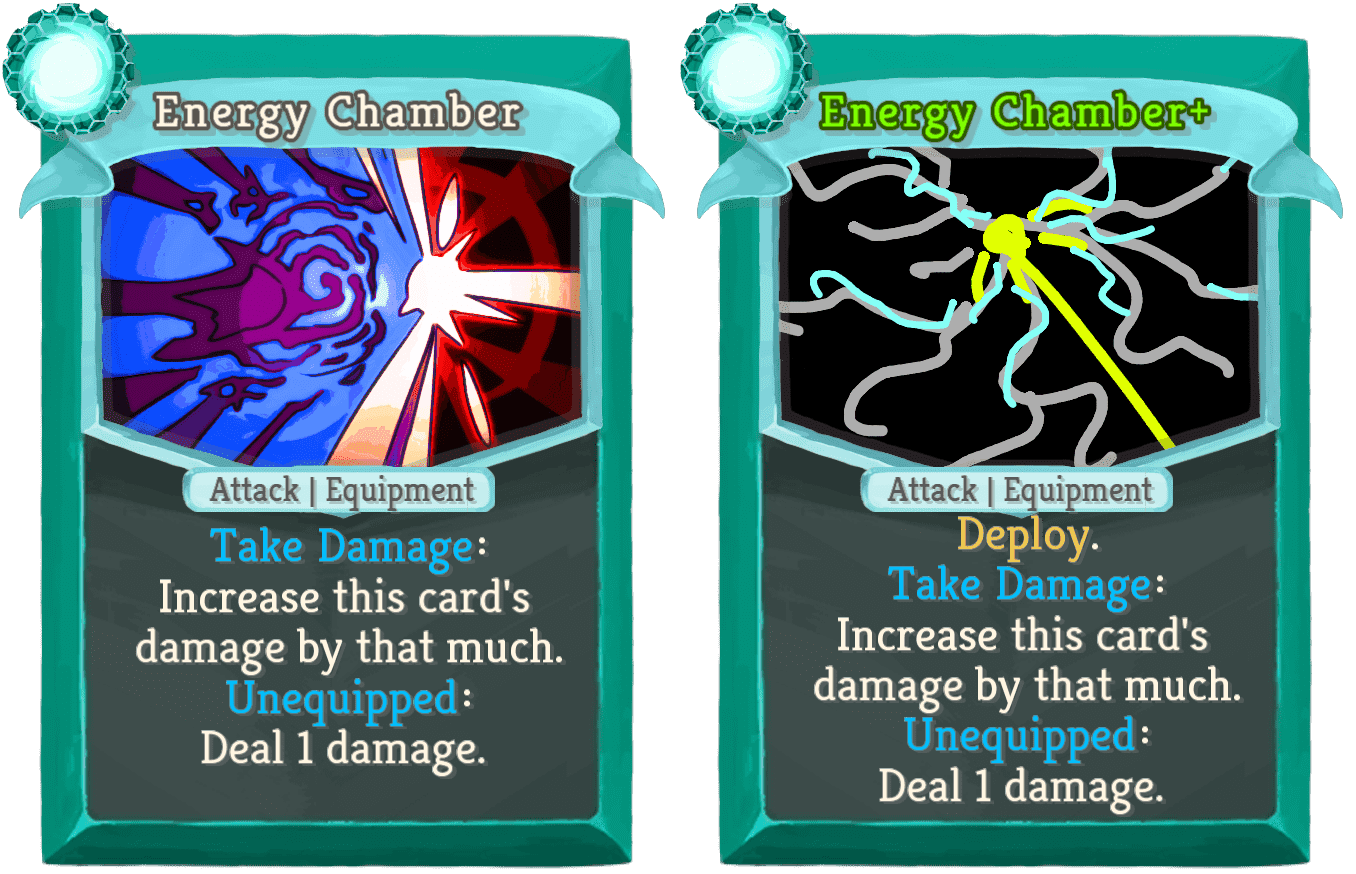 Energy Chamber
Attack | Equipment
Take Damage:
Increase this card's
damage by that much.
Unequipped:
Deal 1 damage.
Energy Chamber+
Attack | Equipment
Deploy.
Take Damage:
Increase this card's
damage by that much.
Unequipped:
Deal 1 damage.